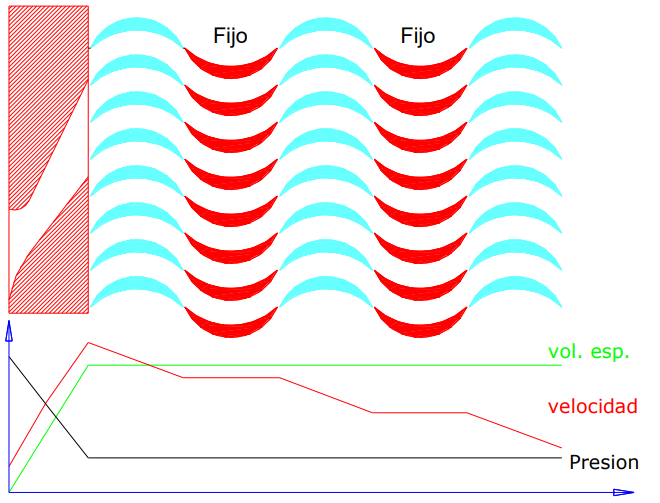 Fijo Fijo
vol. esp.
velocidad
Presion